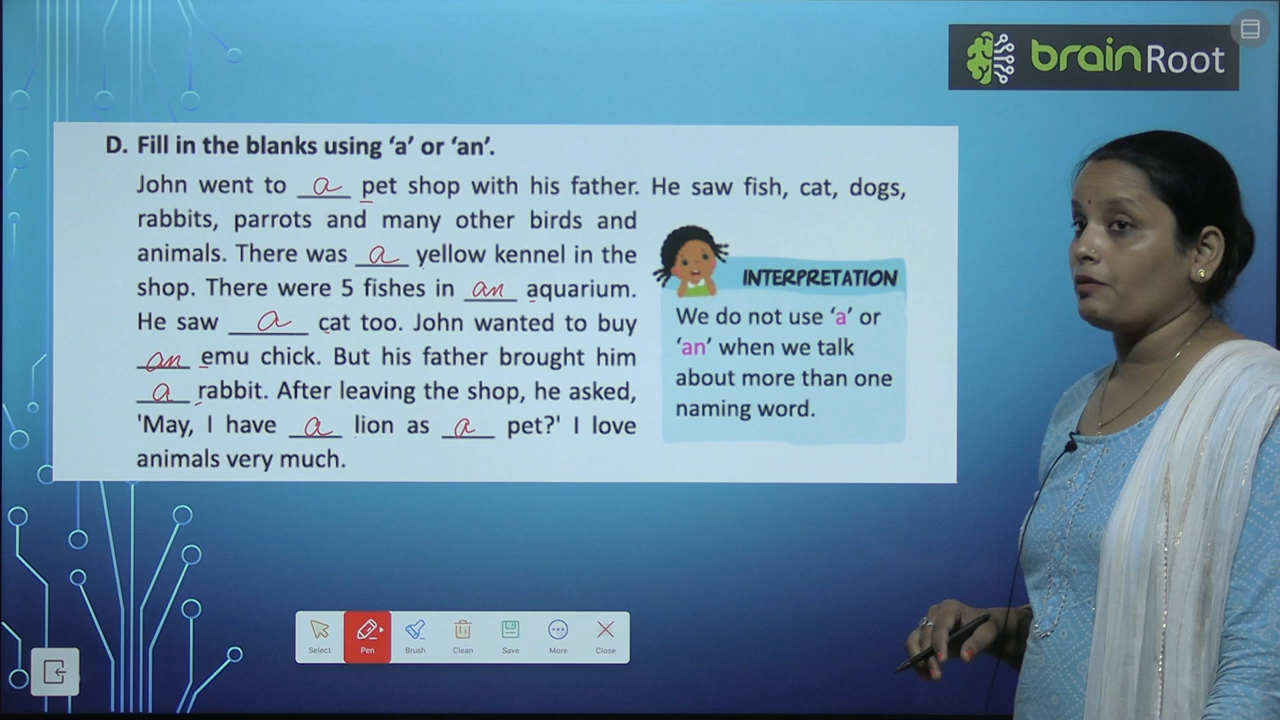 brainRoot
D. Fill in the blanks using ‘a’ or ‘an’.
John went to a pet shop with his father. He saw fish, cat, dogs,
rabbits, parrots and many other birds and
animals. There was a yellow kennel in the
shop. There were 5 fishes in an aquarium.
He saw a cat too. John wanted to buy
an emu chick. But his father brought him
a rabbit. After leaving the shop, he asked,
'May, I have a lion as a pet?' I love
animals very much.
INTERPRETATION
We do not use ‘a’ or
‘an’ when we talk
about more than one
naming word.
Select Pen Brush Clean Save More Close